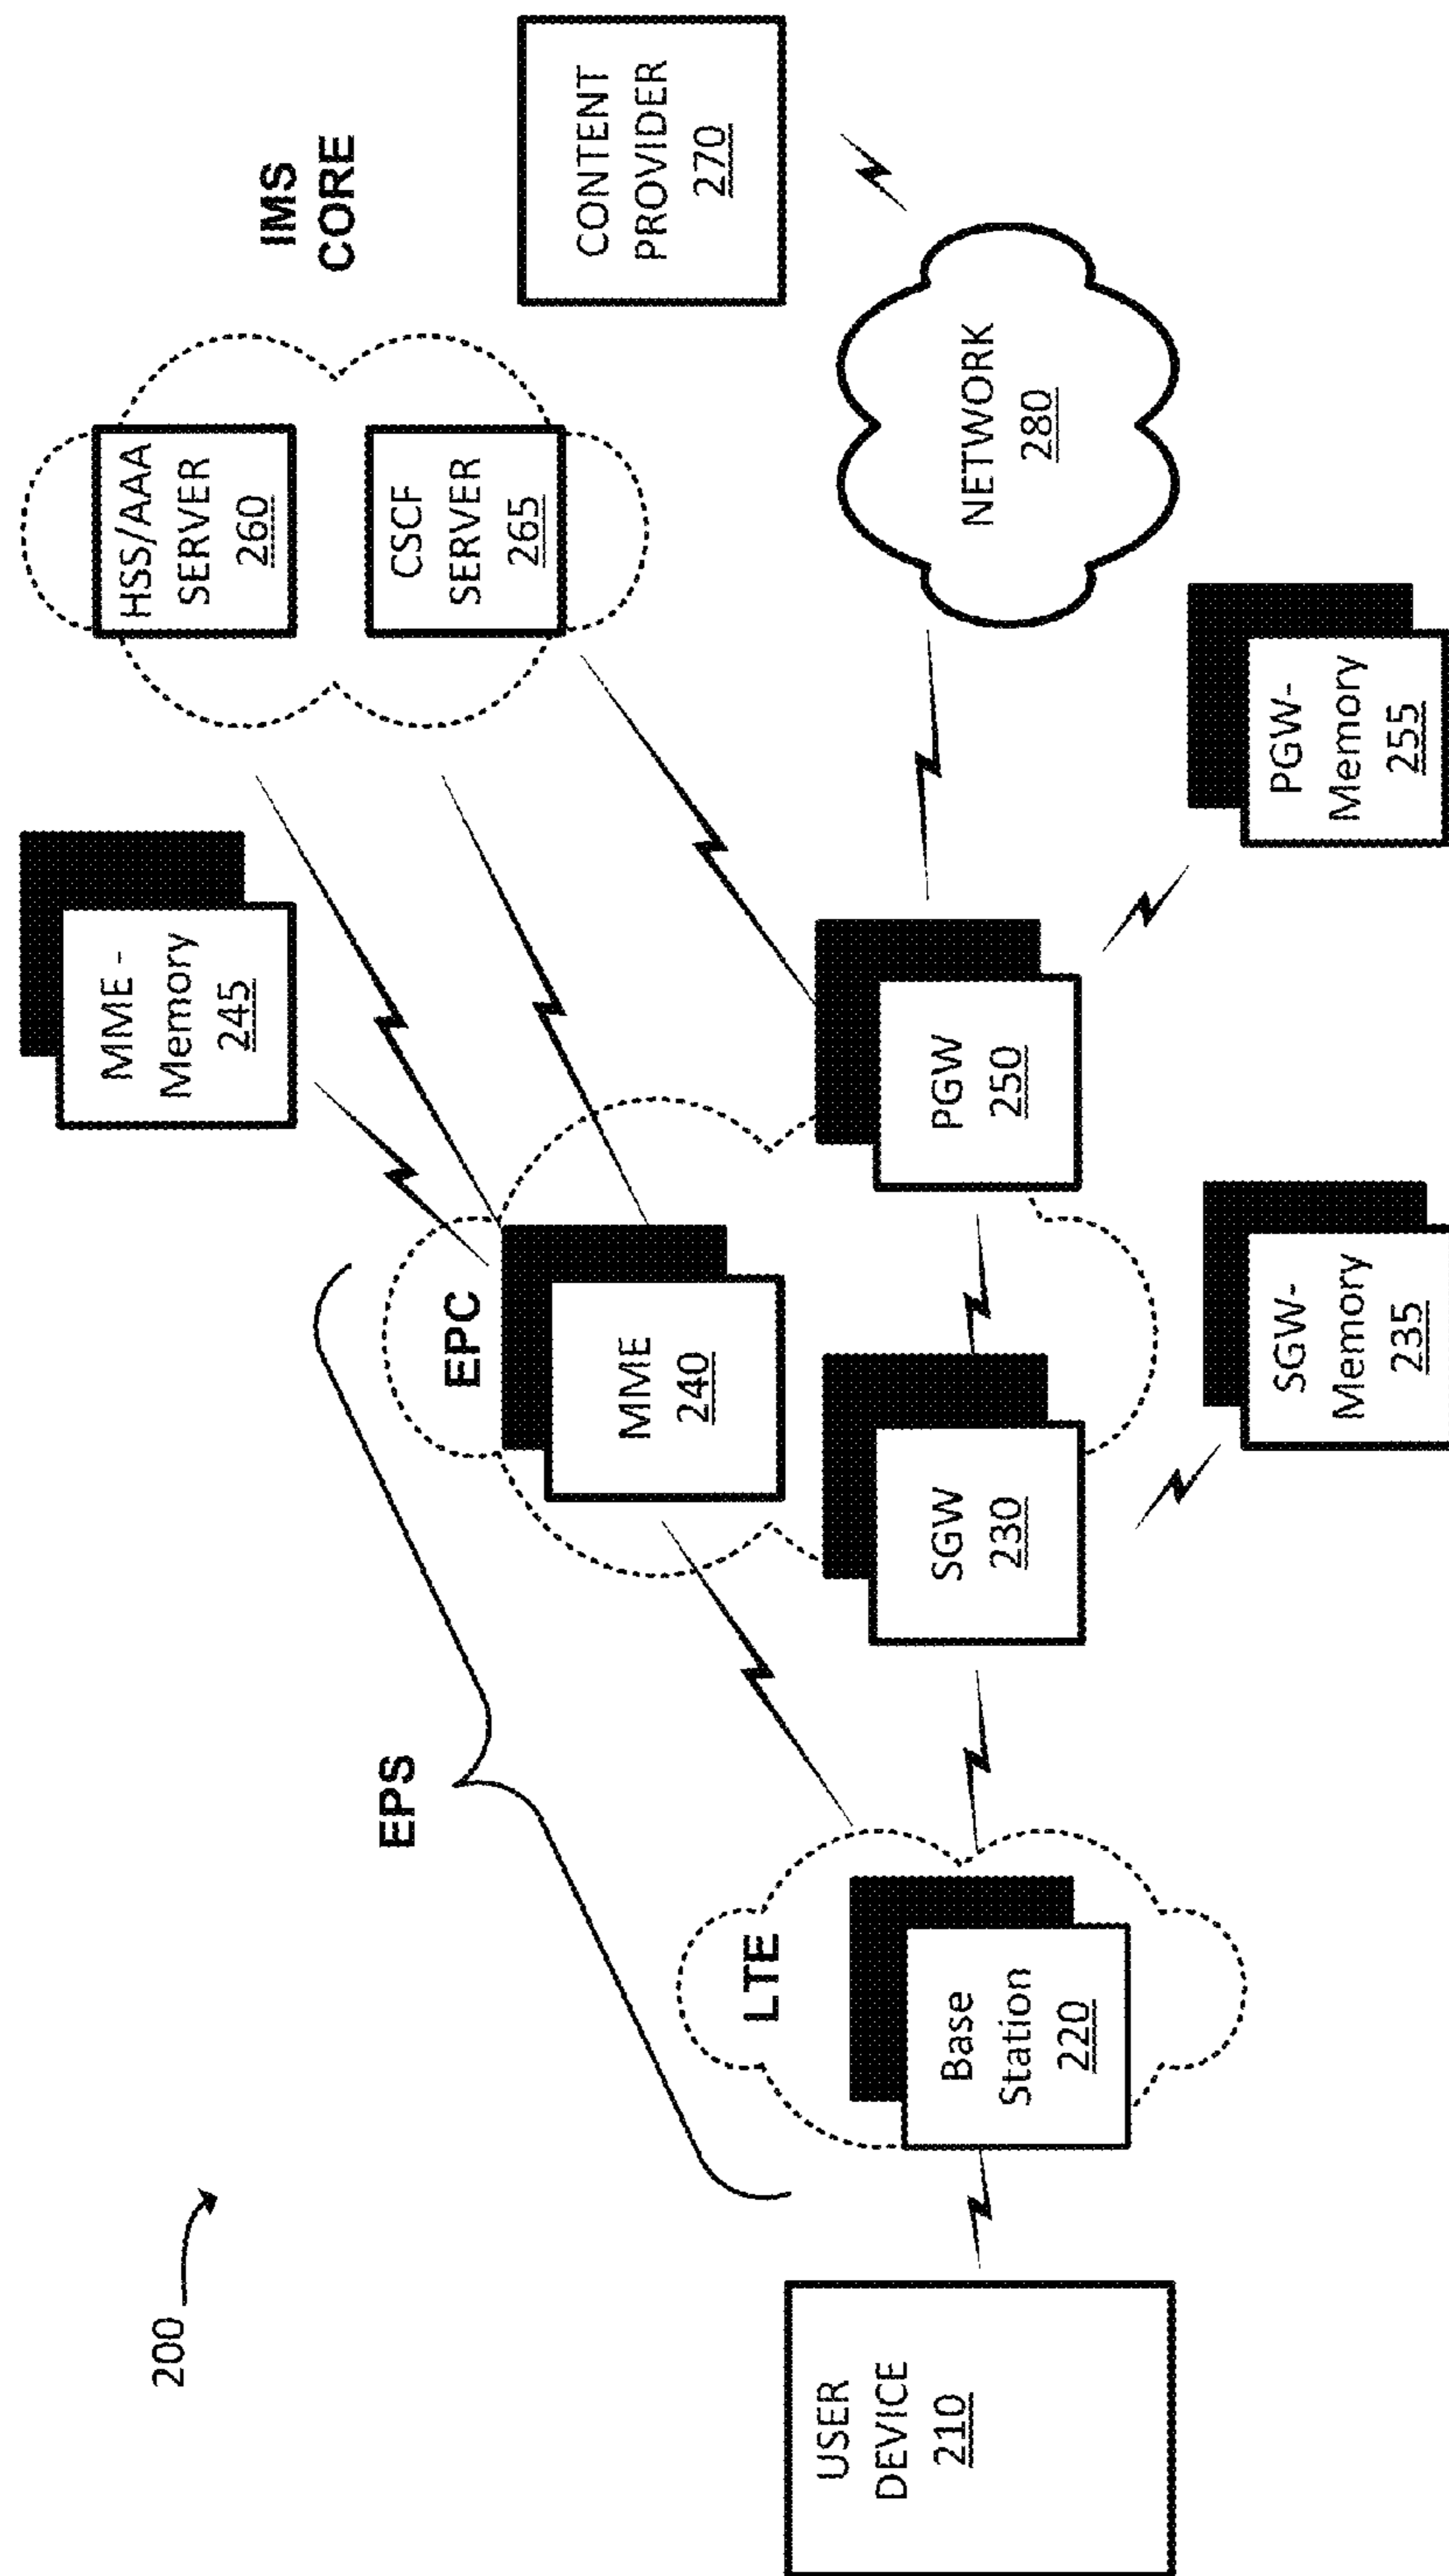 200
EPS
USER
DEVICE
210
LTE
Base
Station
220
EPC
MME
240
SGW
230
PGW
250
MME -
Memory
245
SGW-
Memory
235
PGW-
Memory
255
HSS/AAA
SERVER
260
CSCF
SERVER
265
IMS
CORE
CONTENT
PROVIDER
270
NETWORK
280